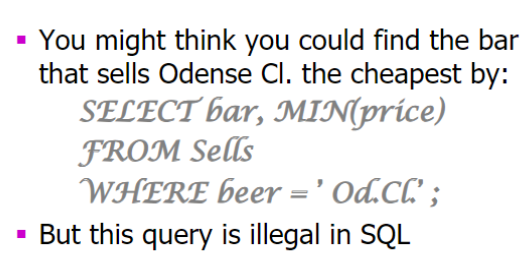 ▪ You might think you could find the bar
that sells Odense Cl. the cheapest by:
SELECT bar, MIN(price)
FROM Sells
WHERE beer = ' Od.Cl.' ;
▪ But this query is illegal in SQL